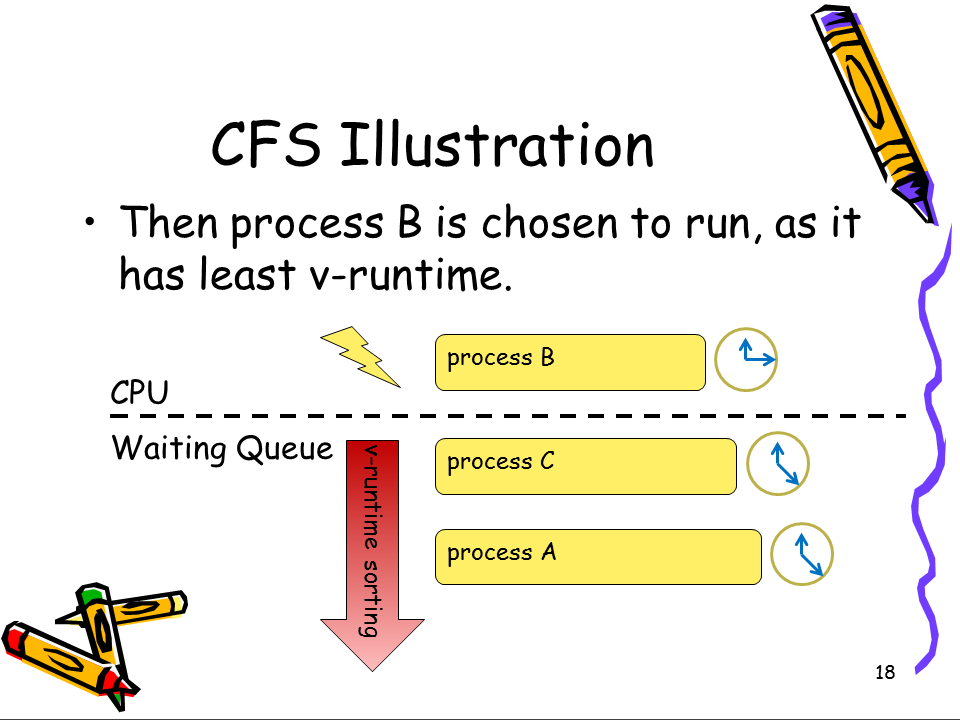 CFS Illustration
• Then process B is chosen to run, as it
has least v-runtime.
process B
CPU
Waiting Queue
v-runtime sorting
process C
process A
18